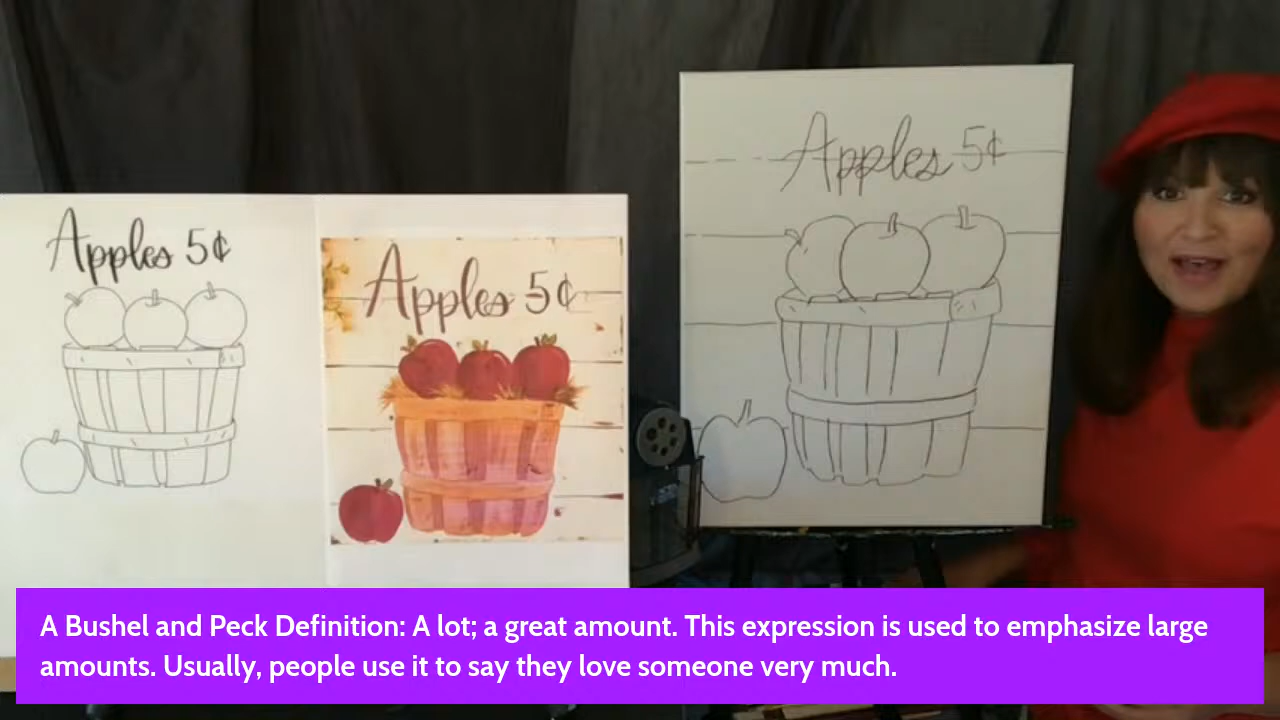 Apples 5¢
Apples 5¢
Apples 5¢
A Bushel and Peck Definition: A lot; a great amount. This expression is used to emphasize large
amounts. Usually, people use it to say they love someone very much.